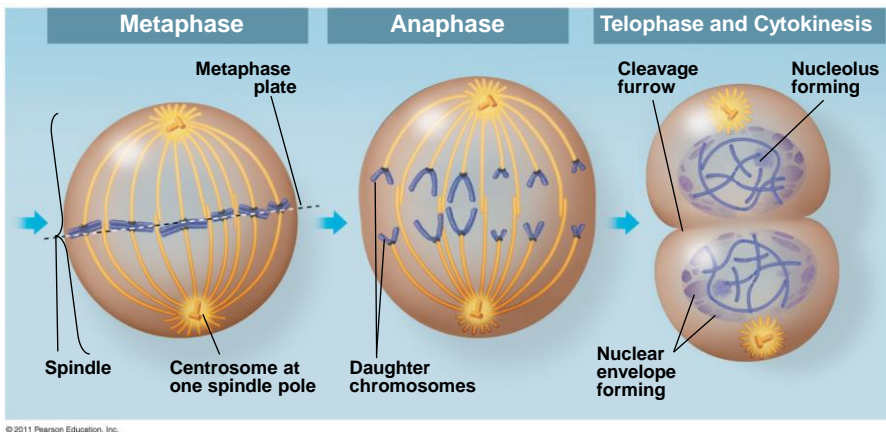 Metaphase
Anaphase
Telophase and Cytokinesis
Metaphase
plate
Cleavage
furrow
Nucleolus
forming
Spindle
Centrosome at
one spindle pole
Daughter
chromosomes
Nuclear
envelope
forming
© 2011 Pearson Education, Inc.